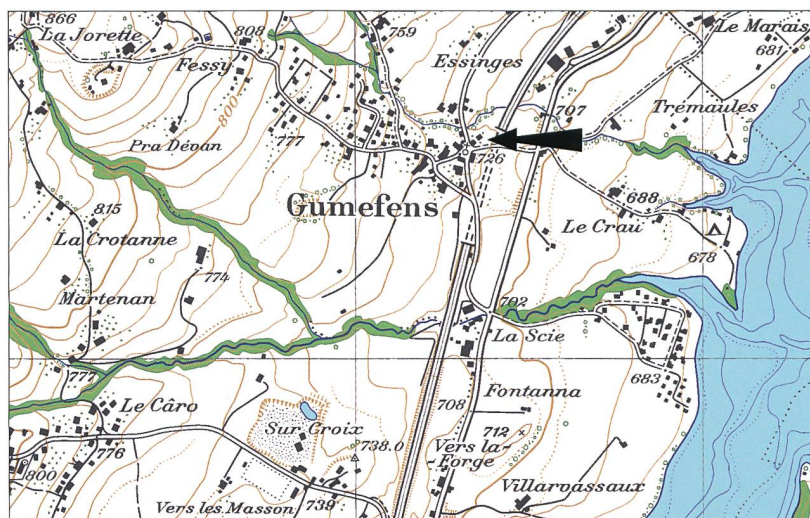 866
La Jorette
808
Fessy
759
Essinges
Le Marais
681
707
Trémaules
800
777
Pra Dévan
726
Gumefens
815
La Crotanne
688
Le Crau
774
678
Martenan
702
La Scie
777
683
Le Câro
Fontanna
708
Sur Croix
712
738.0
Vers la-
-Forge
776
800
Vers les Masson
739
Villarvassaux